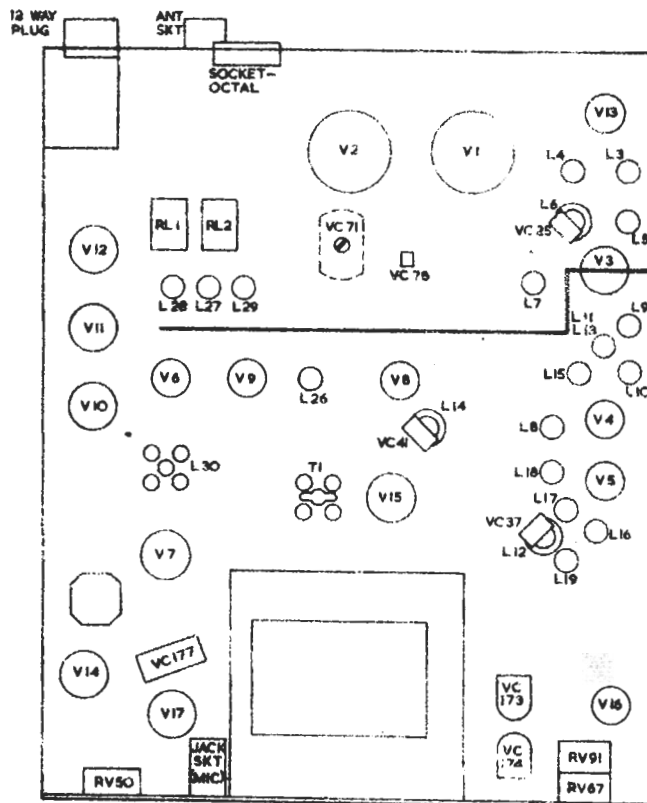 12 WAY
PLUG
ANT
SKT
SOCKET-
OCTAL
V13
V2
V1
L4
L3
RL1
RL2
VC71
L6
VC25
L5
V12
V3
VC76
L28
L27
L29
L7
V11
L11
L13
L9
V6
V9
L26
V8
L15
L10
V10
L14
VC41
L8
V4
L30
T1
V15
L18
V5
L17
VC37
L16
L12
L19
V7
VC177
V14
V17
VC
173
V16
JACK
SKT
(MIC)
VC
174
RV91
RV50
RV67